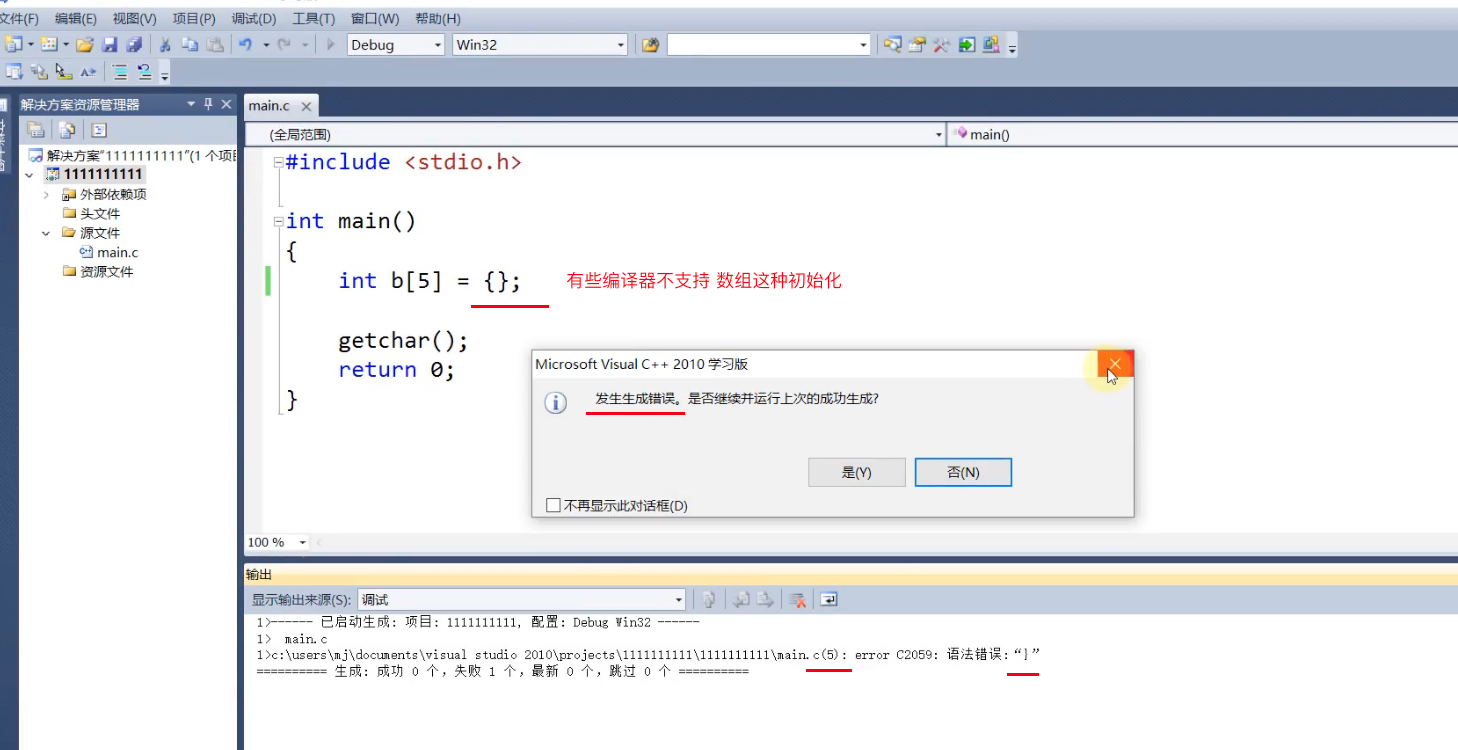 文件(F) 编辑(E) 视图(V) 项目(P) 调试(D) 工具(T) 窗口(W) 帮助(H)
Debug Win32
解决方案资源管理器
main.c
(全局范围) main()
解决方案"1111111111"(1 个项
1111111111
外部依赖项
头文件
源文件
main.c
资源文件
#include <stdio.h>
int main()
{
int b[5] = {}; 有些编译器不支持 数组这种初始化
getchar();
return 0;
}
Microsoft Visual C++ 2010 学习版
发生生成错误。是否继续并运行上次的成功生成?
是(Y) 否(N)
不再显示此对话框(D)
100 %
输出
显示输出来源(S): 调试
1>------ 已启动生成: 项目: 1111111111, 配置: Debug Win32 ------
1> main.c
1>c:\users\mj\documents\visual studio 2010\projects\1111111111\1111111111\main.c(5): error C2059: 语法错误:“}”
========== 生成: 成功 0 个，失败 1 个，最新 0 个，跳过 0 个 ==========